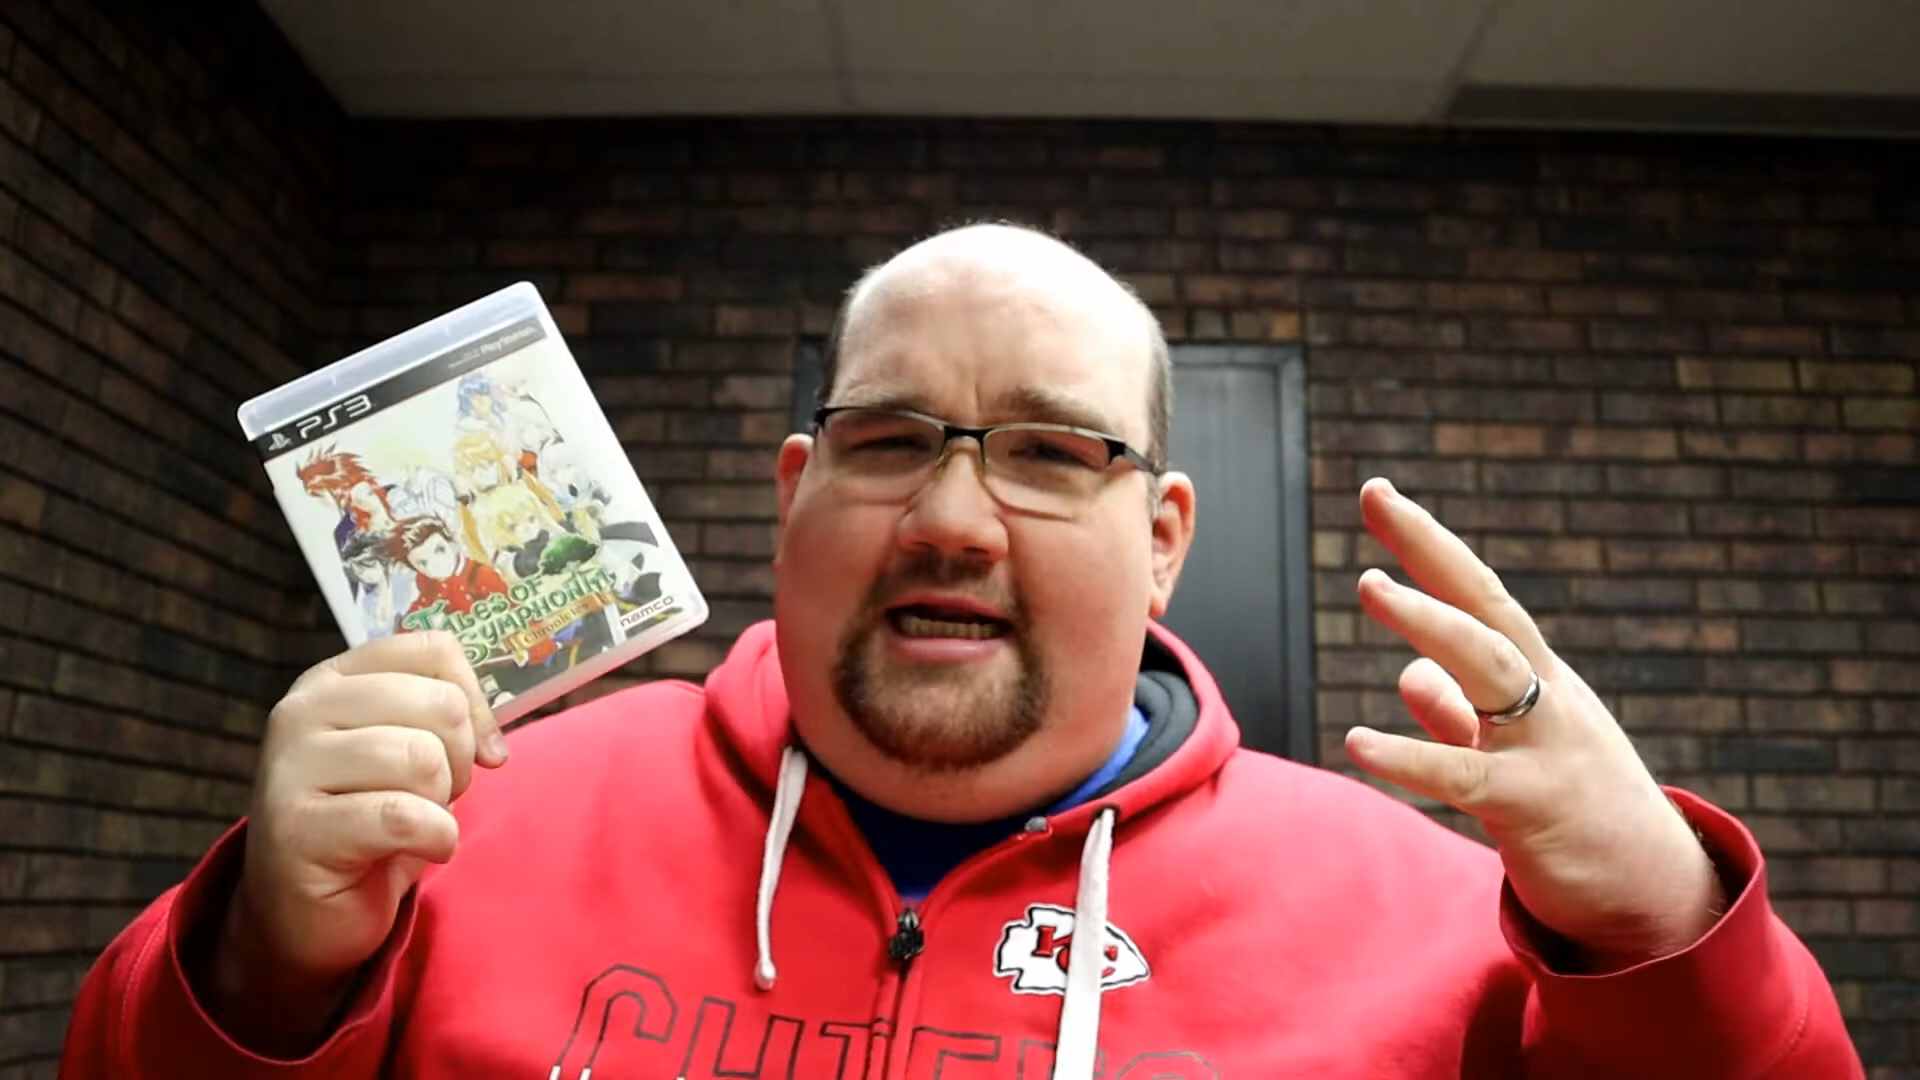 PS3
PlayStation
TALES OF
SYMPHONIA
Chronicles
namco
KC
CHIEFS